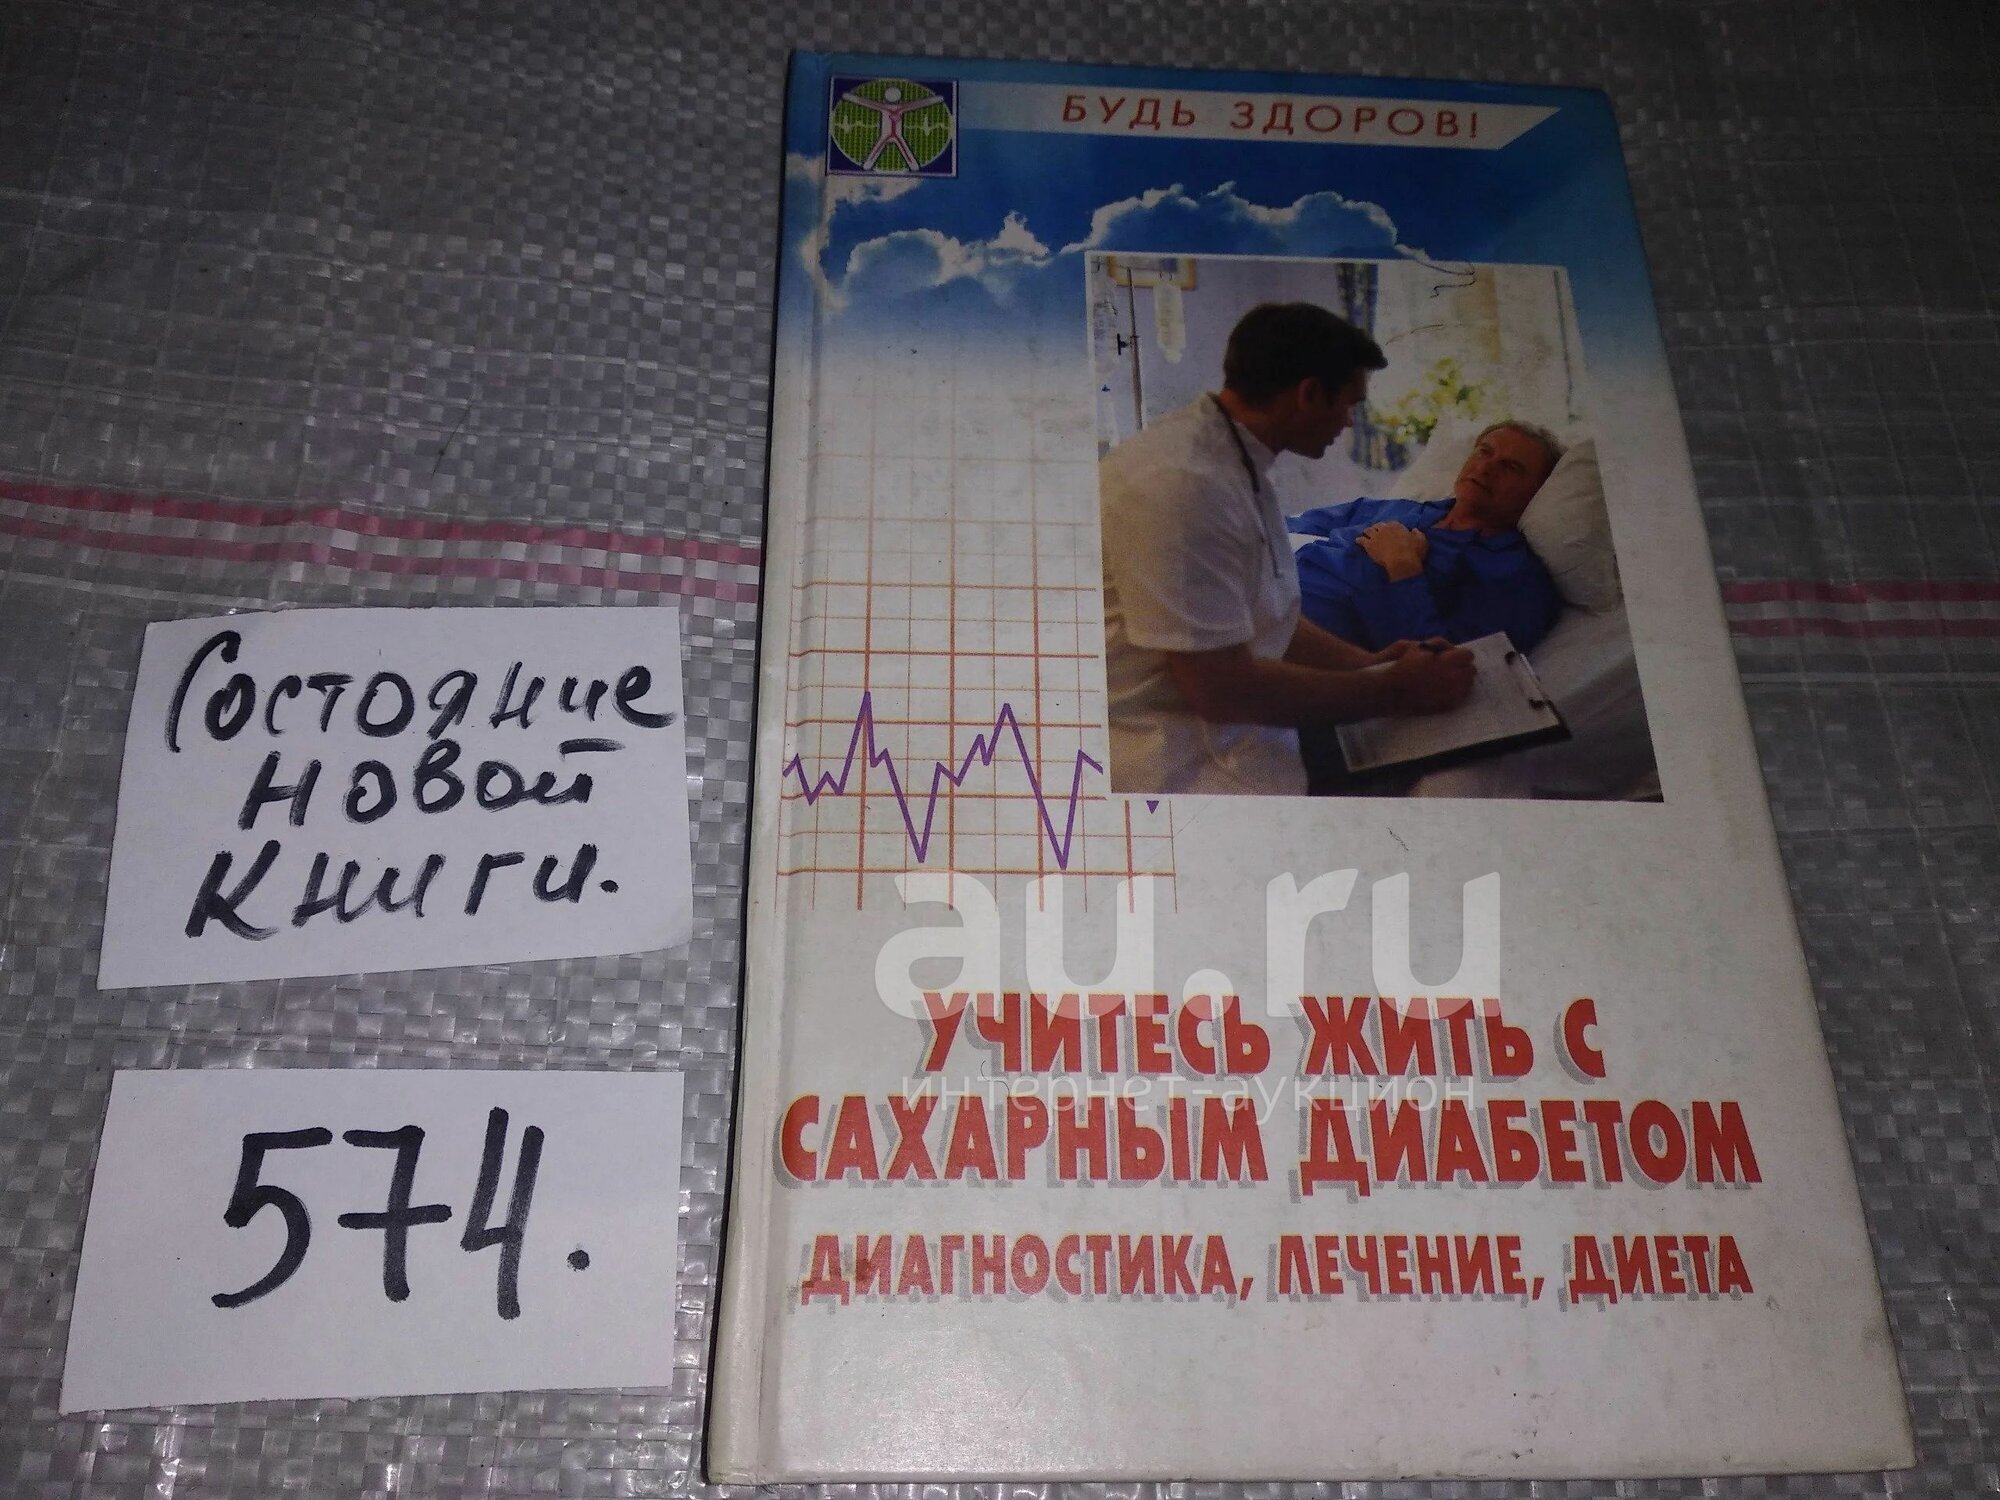 БУДЬ ЗДОРОВ!
Состояние
новой
книги.
574.
au.ru
интернет-аукцион
УЧИТЕСЬ ЖИТЬ С
САХАРНЫМ ДИАБЕТОМ
ДИАГНОСТИКА, ЛЕЧЕНИЕ, ДИЕТА